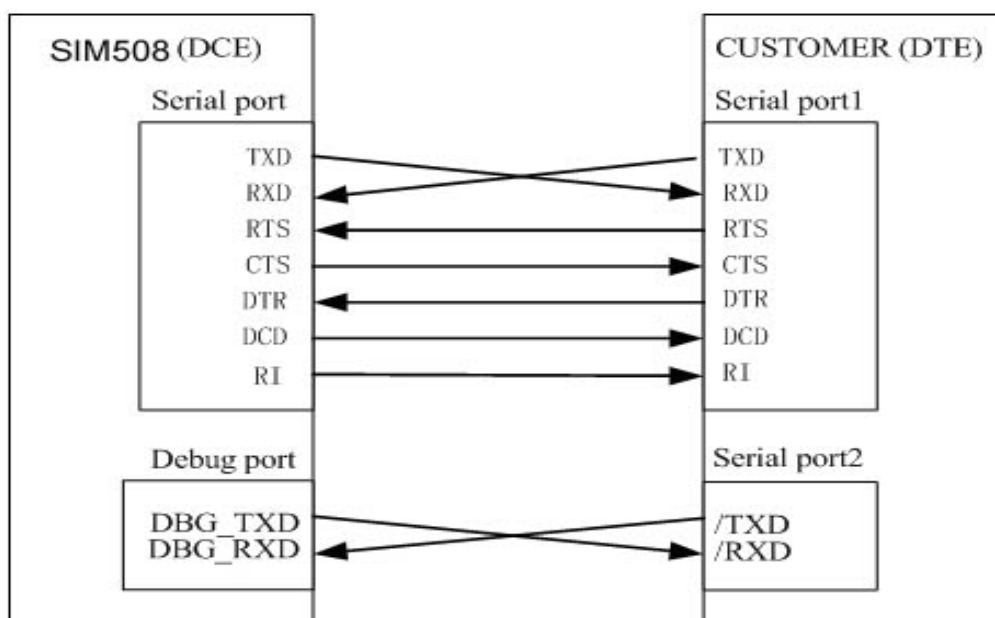 SIM508 (DCE)
Serial port
TXD
RXD
RTS
CTS
DTR
DCD
RI
Debug port
DBG_TXD
DBG_RXD
CUSTOMER (DTE)
Serial port1
TXD
RXD
RTS
CTS
DTR
DCD
RI
Serial port2
/TXD
/RXD